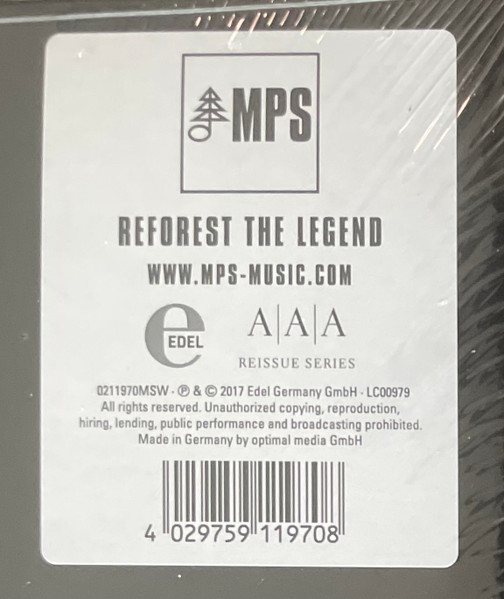 MPS
REFOREST THE LEGEND
WWW.MPS-MUSIC.COM
e
EDEL
A|A|A
REISSUE SERIES
0211970MSW · ℗ & © 2017 Edel Germany GmbH · LC00979
All rights reserved. Unauthorized copying, reproduction,
hiring, lending, public performance and broadcasting prohibited.
Made in Germany by optimal media GmbH
4 029759 119708